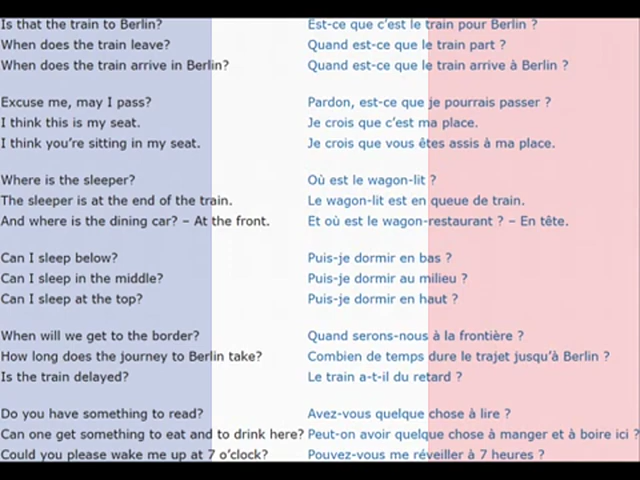 Is that the train to Berlin? Est-ce que c'est le train pour Berlin ?
When does the train leave? Quand est-ce que le train part ?
When does the train arrive in Berlin? Quand est-ce que le train arrive à Berlin ?
Excuse me, may I pass? Pardon, est-ce que je pourrais passer ?
I think this is my seat. Je crois que c'est ma place.
I think you're sitting in my seat. Je crois que vous êtes assis à ma place.
Where is the sleeper? Où est le wagon-lit ?
The sleeper is at the end of the train. Le wagon-lit est en queue de train.
And where is the dining car? – At the front. Et où est le wagon-restaurant ? – En tête.
Can I sleep below? Puis-je dormir en bas ?
Can I sleep in the middle? Puis-je dormir au milieu ?
Can I sleep at the top? Puis-je dormir en haut ?
When will we get to the border? Quand serons-nous à la frontière ?
How long does the journey to Berlin take? Combien de temps dure le trajet jusqu'à Berlin ?
Is the train delayed? Le train a-t-il du retard ?
Do you have something to read? Avez-vous quelque chose à lire ?
Can one get something to eat and to drink here? Peut-on avoir quelque chose à manger et à boire ici ?
Could you please wake me up at 7 o'clock? Pouvez-vous me réveiller à 7 heures ?